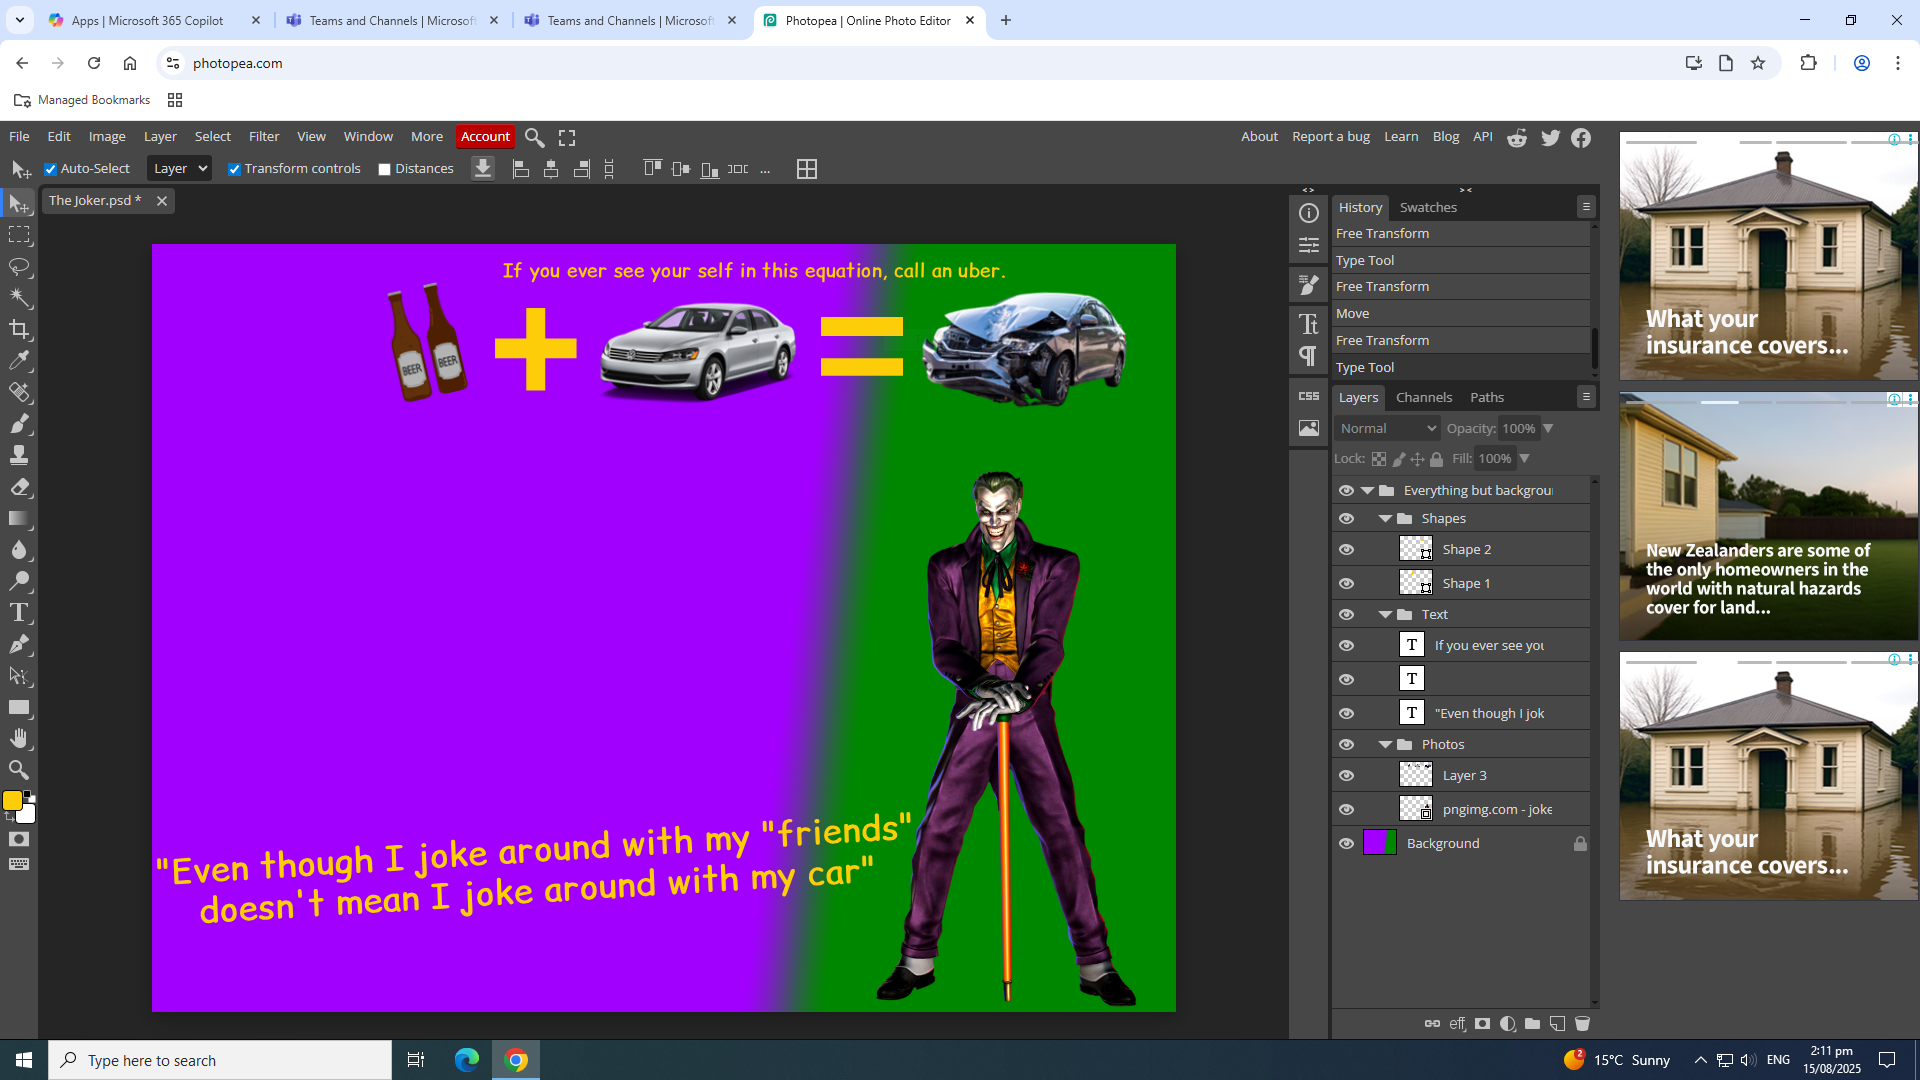 Apps | Microsoft 365 Copilot
Teams and Channels | Microsof
Teams and Channels | Microsof
Photopea | Online Photo Editor
photopea.com
Managed Bookmarks
File Edit Image Layer Select Filter View Window More Account
About Report a bug Learn Blog API
Auto-Select Layer Transform controls Distances ...
The Joker.psd *
If you ever see your self in this equation, call an uber.
BEER BEER
"Even though I joke around with my "friends"
doesn't mean I joke around with my car"
CSS
History Swatches
Free Transform
Type Tool
Free Transform
Move
Free Transform
Type Tool
Layers Channels Paths
Normal Opacity: 100%
Lock: Fill: 100%
Everything but backgrou
Shapes
Shape 2
Shape 1
Text
T If you ever see you
T
T "Even though I jok
Photos
Layer 3
pngimg.com - joke
Background
eff
What your
insurance covers...
New Zealanders are some of
the only homeowners in the
world with natural hazards
cover for land...
What your
insurance covers...
Type here to search
2
15°C Sunny
ENG
2:11 pm
15/08/2025